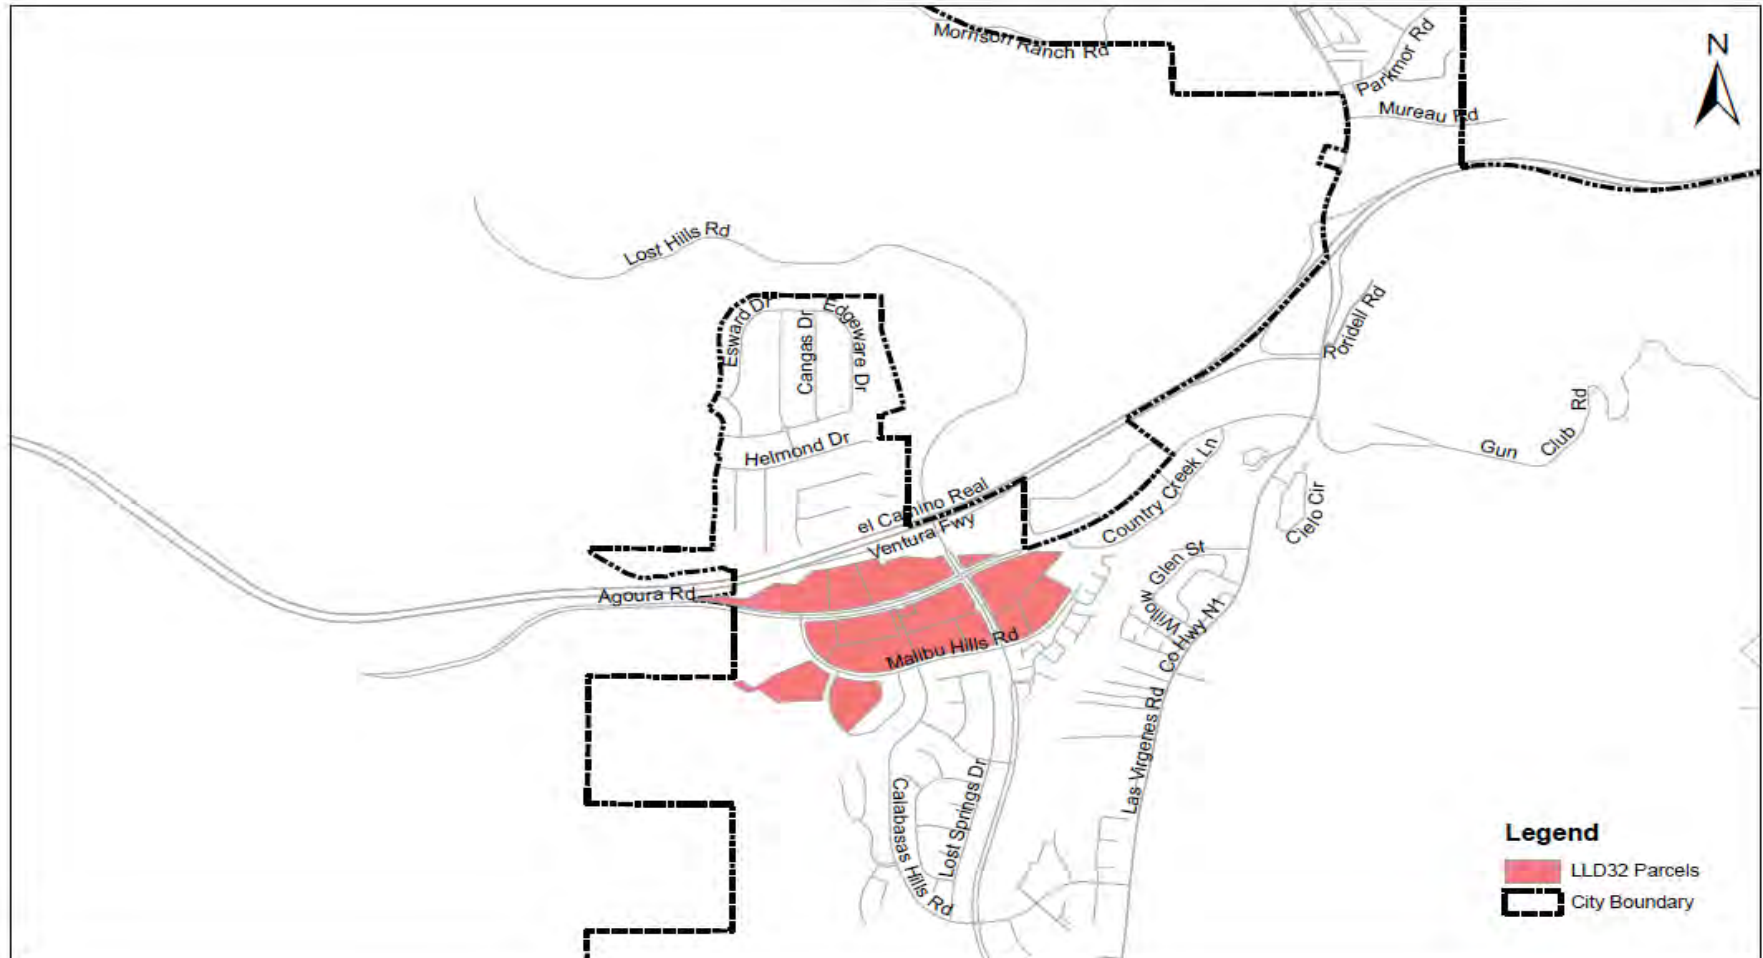 Morrison Ranch Rd
Parkmor Rd
N
Mureau Rd
Lost Hills Rd
Esward Dr
Edgeware Dr
Cangas Dr
Roridell Rd
Helmond Dr
Gun Club Rd
el Camino Real
Ventura Fwy
Country Creek Ln
Cielo Cir
Agoura Rd
Willow Glen St
Malibu Hills Rd
Co Hwy N1
Las Virgenes Rd
Calabasas Hills Rd
Lost Springs Dr
Legend
LLD32 Parcels
City Boundary